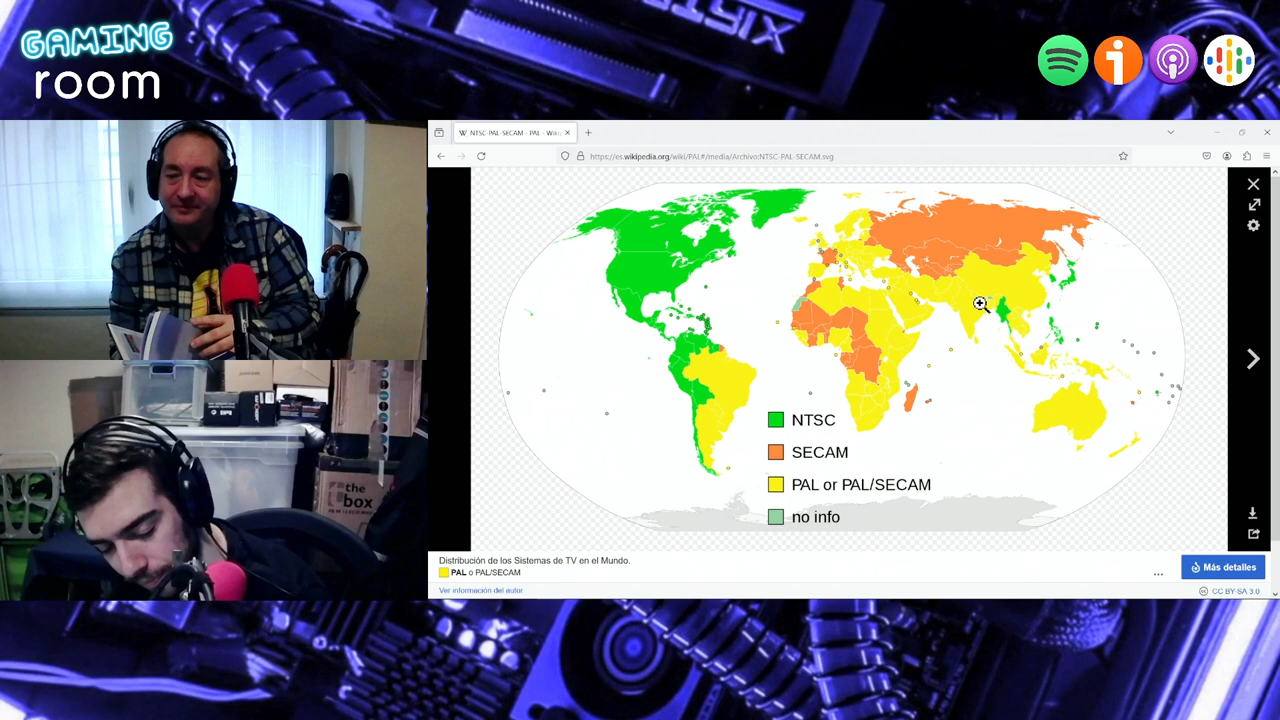 GAMING
room
NTSC-PAL-SECAM - PAL - Wiki
https://es.wikipedia.org/wiki/PAL#/media/Archivo:NTSC-PAL-SECAM.svg
NTSC
SECAM
PAL or PAL/SECAM
no info
the
box
Distribución de los Sistemas de TV en el Mundo.
PAL o PAL/SECAM
Más detalles
Ver información del autor
CC BY-SA 3.0